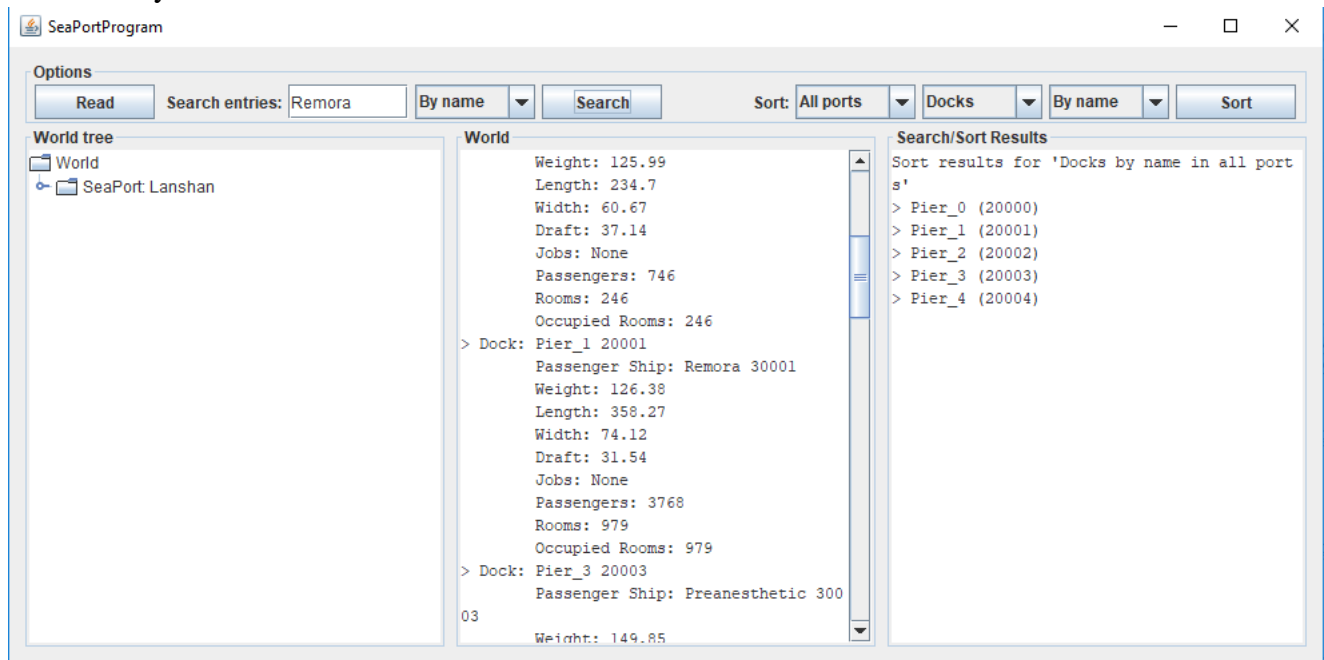 SeaPortProgram
Options
Read Search entries: Remora By name Search Sort: All ports Docks By name Sort
World tree
World
SeaPort: Lanshan
World
Weight: 125.99
Length: 234.7
Width: 60.67
Draft: 37.14
Jobs: None
Passengers: 746
Rooms: 246
Occupied Rooms: 246
> Dock: Pier_1 20001
Passenger Ship: Remora 30001
Weight: 126.38
Length: 358.27
Width: 74.12
Draft: 31.54
Jobs: None
Passengers: 3768
Rooms: 979
Occupied Rooms: 979
> Dock: Pier_3 20003
Passenger Ship: Preanesthetic 300
03
Weight: 149.85
Search/Sort Results
Sort results for 'Docks by name in all port
s'
> Pier_0 (20000)
> Pier_1 (20001)
> Pier_2 (20002)
> Pier_3 (20003)
> Pier_4 (20004)